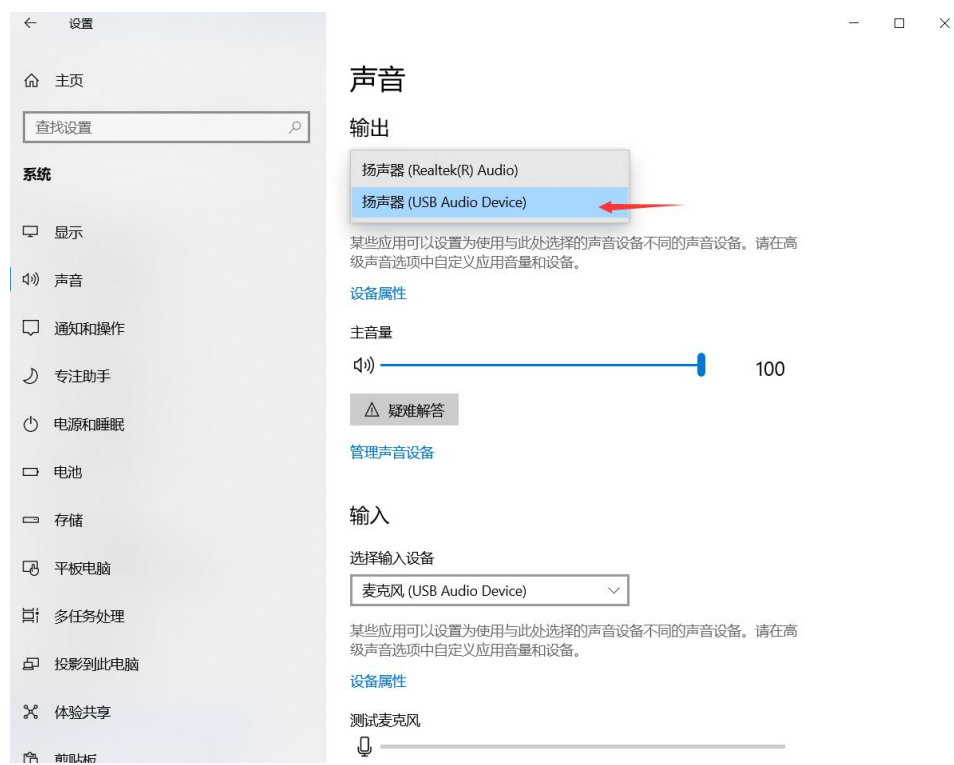 设置
主页
查找设置
系统
显示
声音
通知和操作
专注助手
电源和睡眠
电池
存储
平板电脑
多任务处理
投影到此电脑
体验共享
剪贴板
声音
输出
扬声器 (Realtek(R) Audio)
扬声器 (USB Audio Device)
某些应用可以设置为使用与此处选择的声音设备不同的声音设备。请在高
级声音选项中自定义应用音量和设备。
设备属性
主音量
100
疑难解答
管理声音设备
输入
选择输入设备
麦克风 (USB Audio Device)
某些应用可以设置为使用与此处选择的声音设备不同的声音设备。请在高
级声音选项中自定义应用音量和设备。
设备属性
测试麦克风